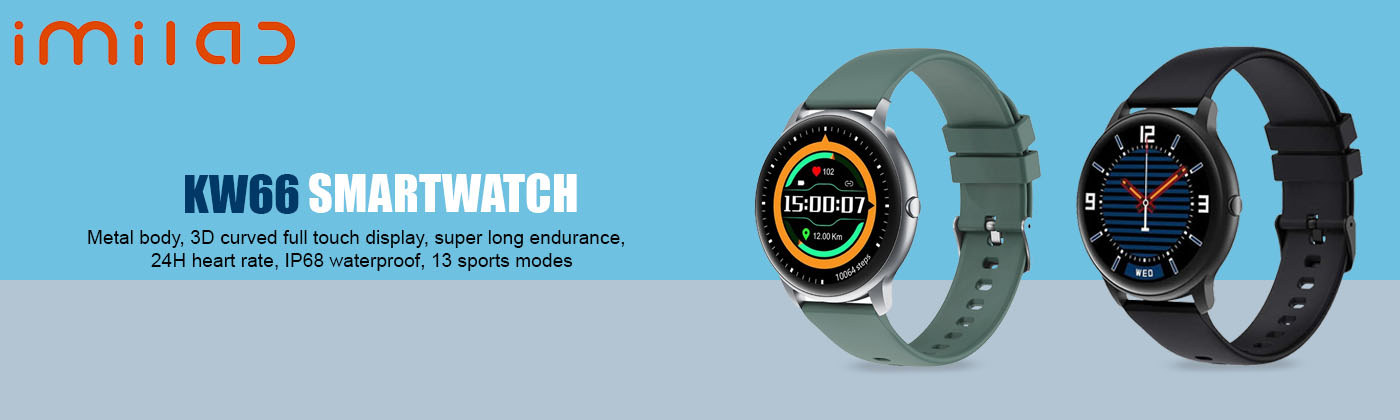 imilab
KW66 SMARTWATCH
Metal body, 3D curved full touch display, super long endurance,
24H heart rate, IP68 waterproof, 13 sports modes
102
15:00:07
12.00 Km
10064 steps
12
3
9
WED